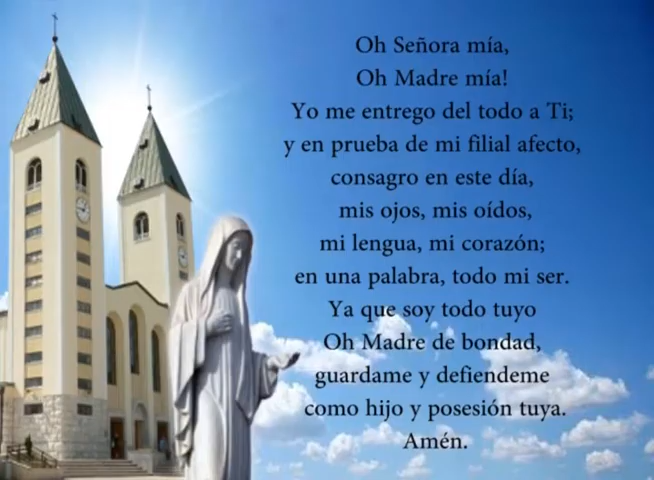 Oh Señora mía,
Oh Madre mía!
Yo me entrego del todo a Ti;
y en prueba de mi filial afecto,
consagro en este día,
mis ojos, mis oídos,
mi lengua, mi corazón;
en una palabra, todo mi ser.
Ya que soy todo tuyo
Oh Madre de bondad,
guardame y defiendeme
como hijo y posesión tuya.
Amén.